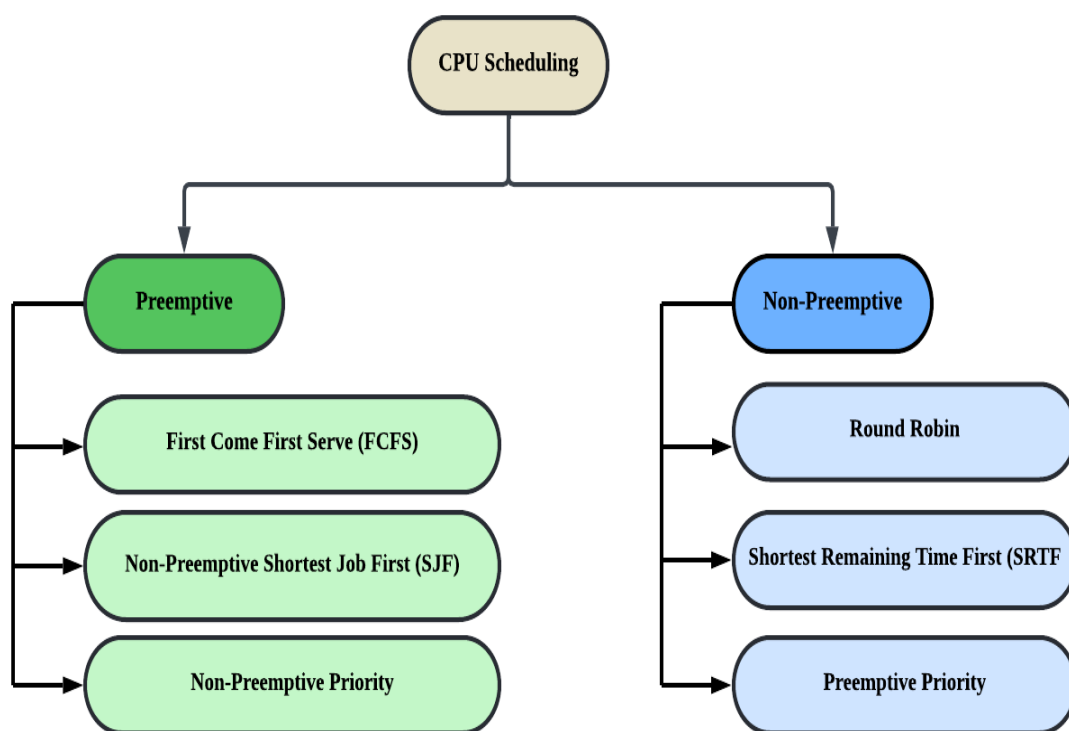 CPU Scheduling
Preemptive
Non-Preemptive
First Come First Serve (FCFS)
Non-Preemptive Shortest Job First (SJF)
Non-Preemptive Priority
Round Robin
Shortest Remaining Time First (SRTF
Preemptive Priority